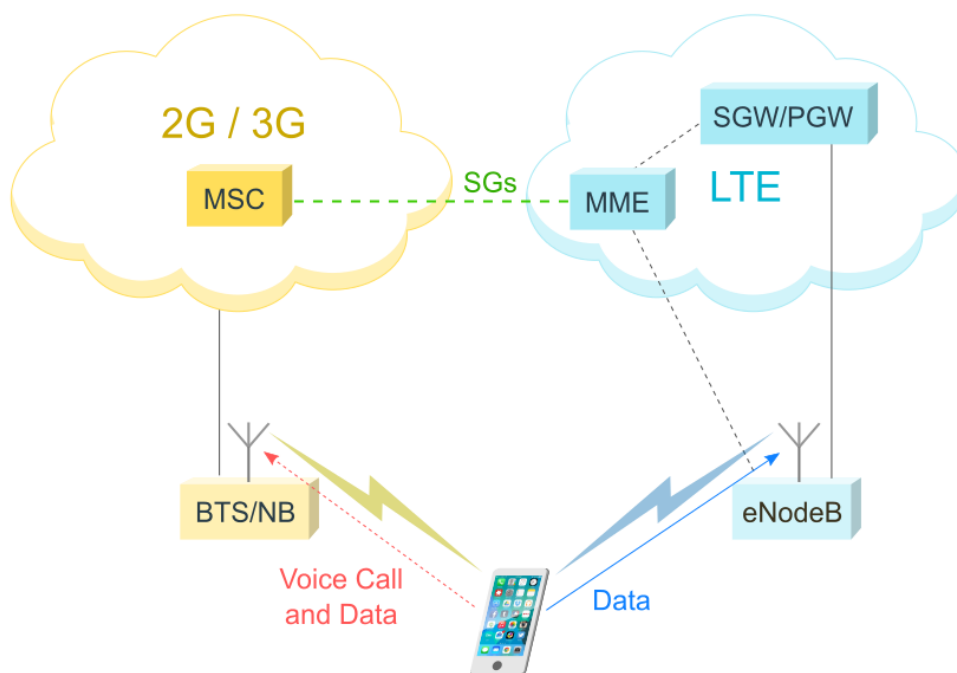 2G / 3G
SGW/PGW
MSC
SGs
MME
LTE
BTS/NB
eNodeB
Voice Call
and Data
Data